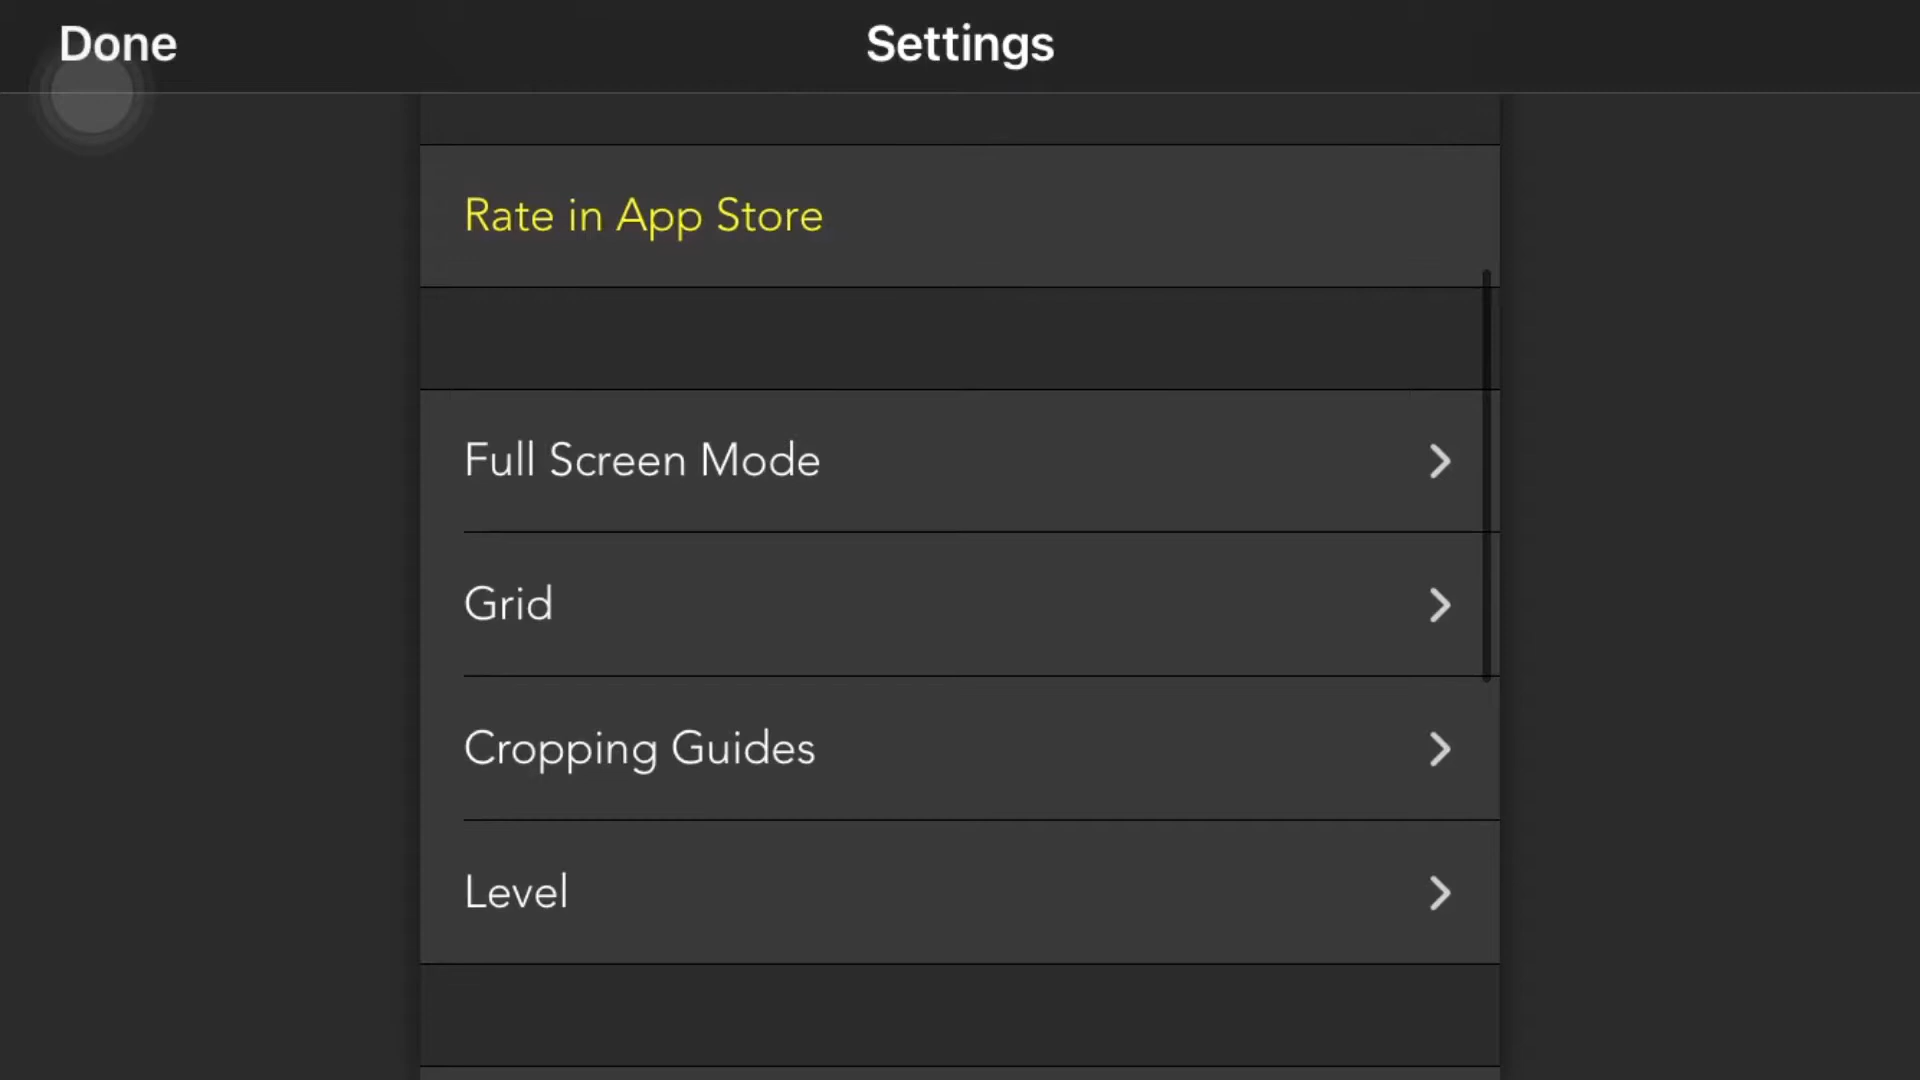 Done
Settings
Rate in App Store
Full Screen Mode
Grid
Cropping Guides
Level